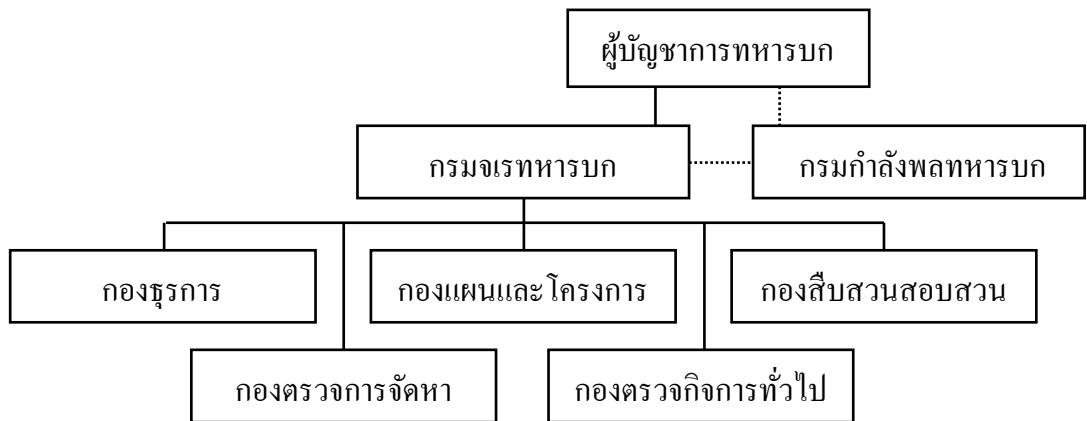 ผู้บัญชาการทหารบก
กรมจเรทหารบก
กรมกำลังพลทหารบก
กองธุรการ
กองแผนและโครงการ
กองสืบสวนสอบสวน
กองตรวจการจัดหา
กองตรวจกิจการทั่วไป